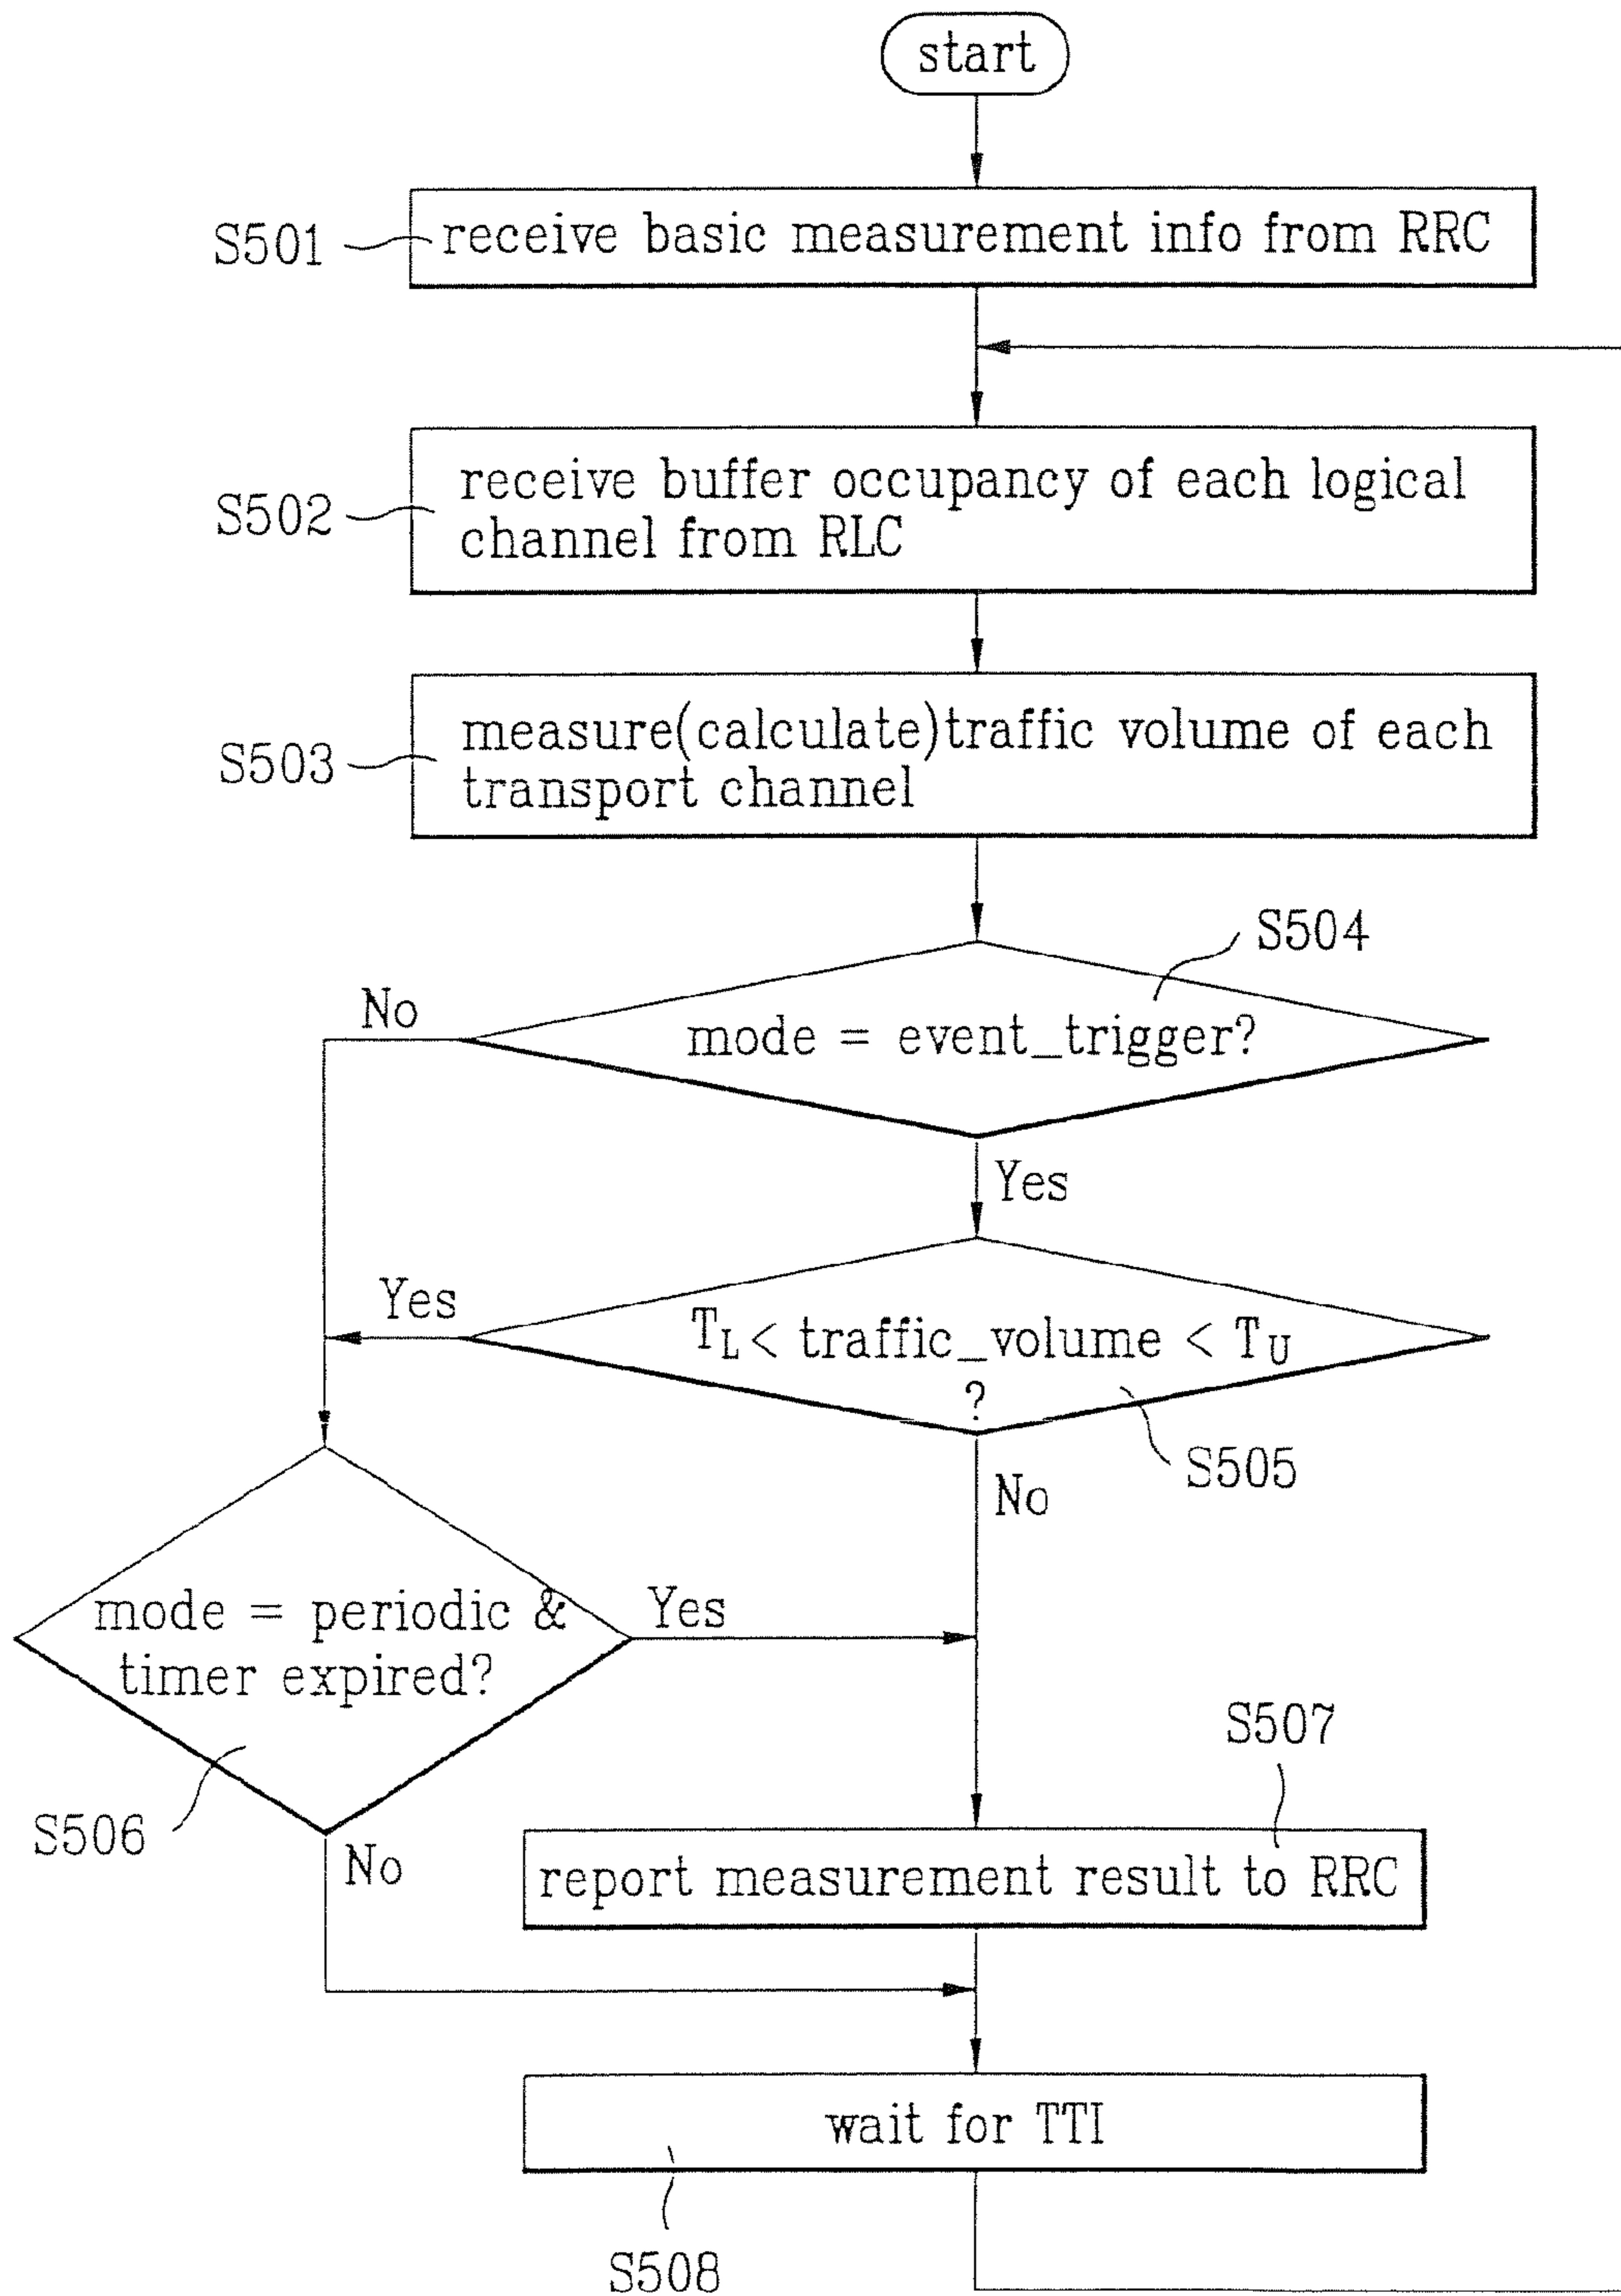 start
S501
receive basic measurement info from RRC
S502
receive buffer occupancy of each logical
channel from RLC
S503
measure(calculate)traffic volume of each
transport channel
S504
No
mode = event_trigger?
Yes
Yes
TL < traffic_volume < TU
?
S505
No
mode = periodic &
timer expired?
Yes
S506
No
S507
report measurement result to RRC
wait for TTI
S508